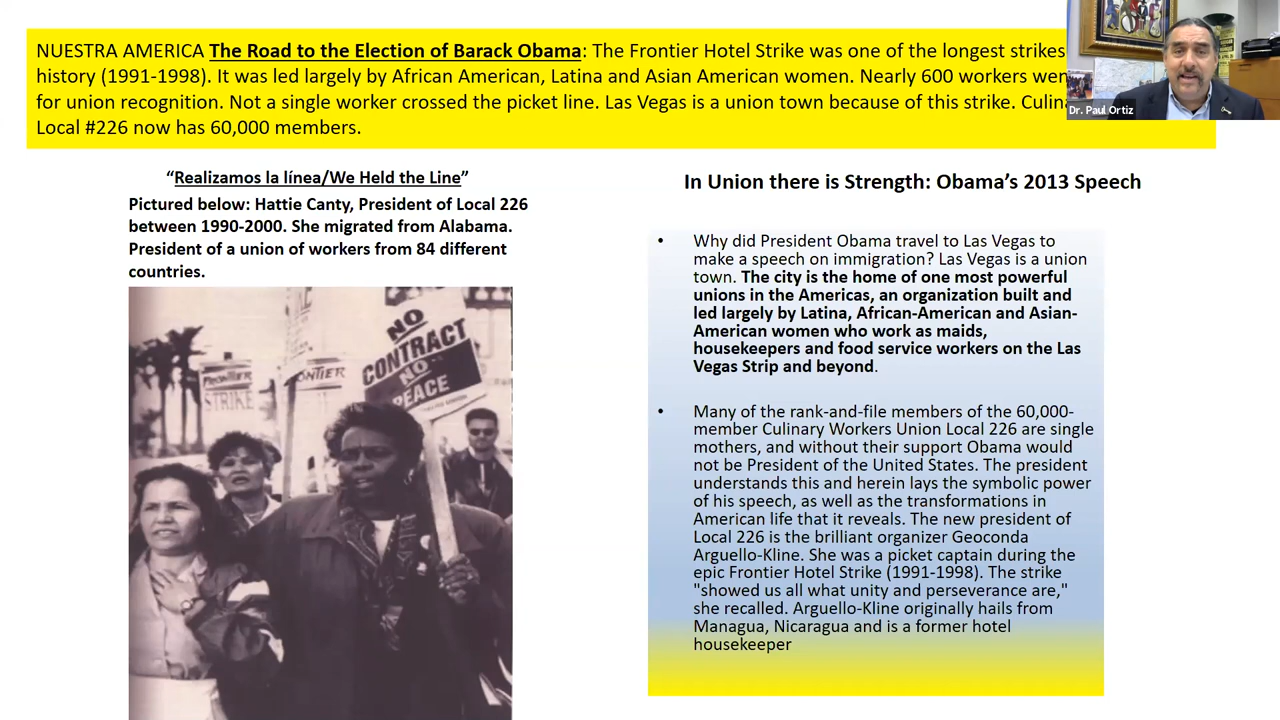 NUESTRA AMERICA The Road to the Election of Barack Obama: The Frontier Hotel Strike was one of the longest strikes
history (1991-1998). It was led largely by African American, Latina and Asian American women. Nearly 600 workers
for union recognition. Not a single worker crossed the picket line. Las Vegas is a union town because of this strike.
Local #226 now has 60,000 members.
Dr. Paul Ortiz
“Realizamos la línea/We Held the Line”
Pictured below: Hattie Canty, President of Local 226
between 1990-2000. She migrated from Alabama.
President of a union of workers from 84 different
countries.
FRONTIER
STRIKE
NO
CONTRACT
NO
PEACE
In Union there is Strength: Obama’s 2013 Speech
• Why did President Obama travel to Las Vegas to
make a speech on immigration? Las Vegas is a union
town. The city is the home of one most powerful
unions in the Americas, an organization built and
led largely by Latina, African-American and Asian-
American women who work as maids,
housekeepers and food service workers on the Las
Vegas Strip and beyond.
• Many of the rank-and-file members of the 60,000-
member Culinary Workers Union Local 226 are single
mothers, and without their support Obama would
not be President of the United States. The president
understands this and herein lays the symbolic power
of his speech, as well as the transformations in
American life that it reveals. The new president of
Local 226 is the brilliant organizer Geoconda
Arguello-Kline. She was a picket captain during the
epic Frontier Hotel Strike (1991-1998). The strike
"showed us all what unity and perseverance are,"
she recalled. Arguello-Kline originally hails from
Managua, Nicaragua and is a former hotel
housekeeper